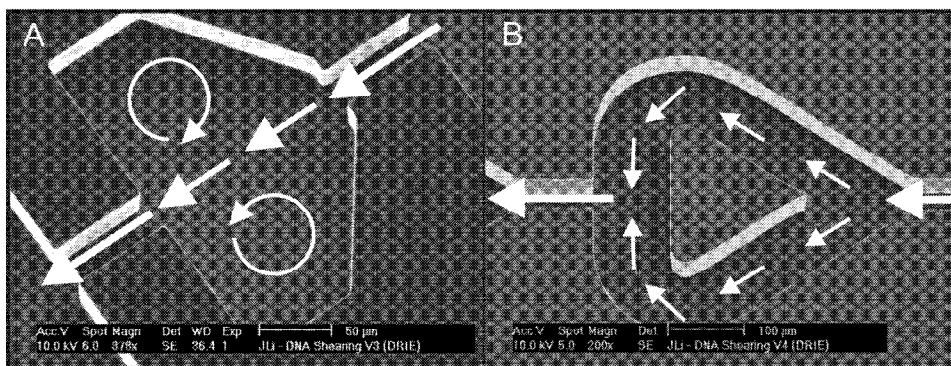 A
B
Acc.V Spot Magn Det WD Exp 50 µm
10.0 kV 6.0 378x SE 36.4 1 JLi - DNA Shearing V3 (DRIE)
Acc.V Spot Magn Det WD 100 µm
10.0 kV 5.0 200x SE JLi - DNA Shearing V4 (DRIE)